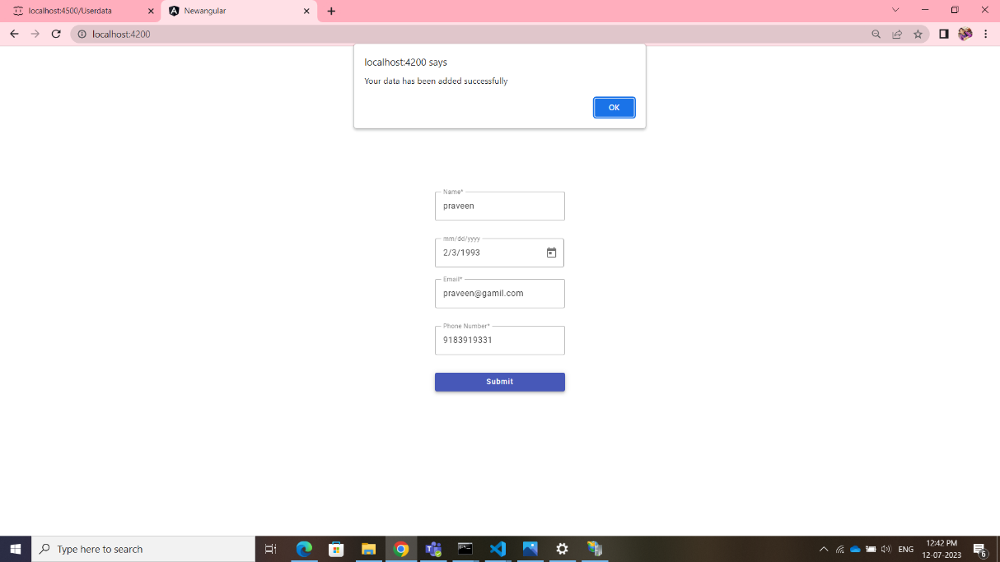 localhost:4500/Userdata
Newangular
localhost:4200
localhost:4200 says
Your data has been added successfully
OK
Name*
praveen
mm/dd/yyyy
2/3/1993
Email*
praveen@gamil.com
Phone Number*
9183919331
Submit
Type here to search
ENG
12:42 PM
12-07-2023
6